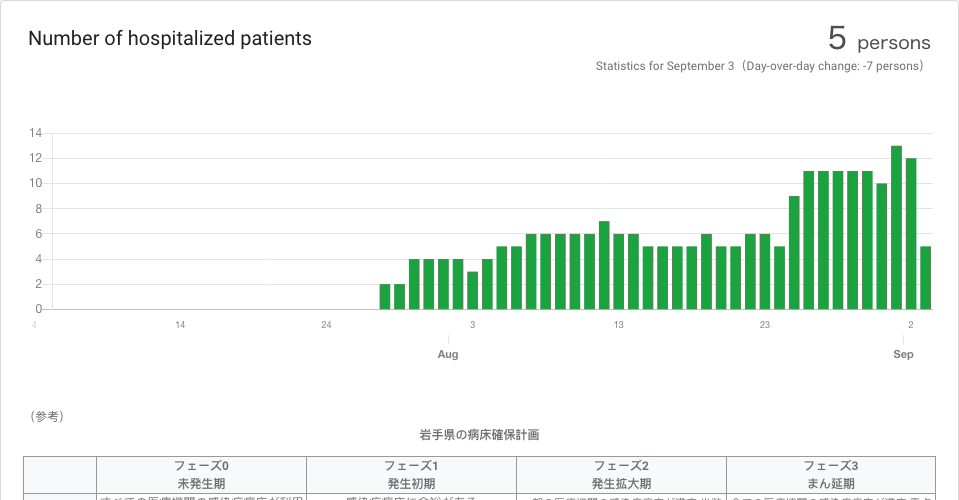 Number of hospitalized patients
5 persons
Statistics for September 3（Day-over-day change: -7 persons）
14
12
10
8
6
4
2
0
4 14 24 3 13 23 2
Aug Sep
（参考）
岩手県の病床確保計画
フェーズ0 フェーズ1 フェーズ2 フェーズ3
未発生期 発生初期 発生拡大期 まん延期